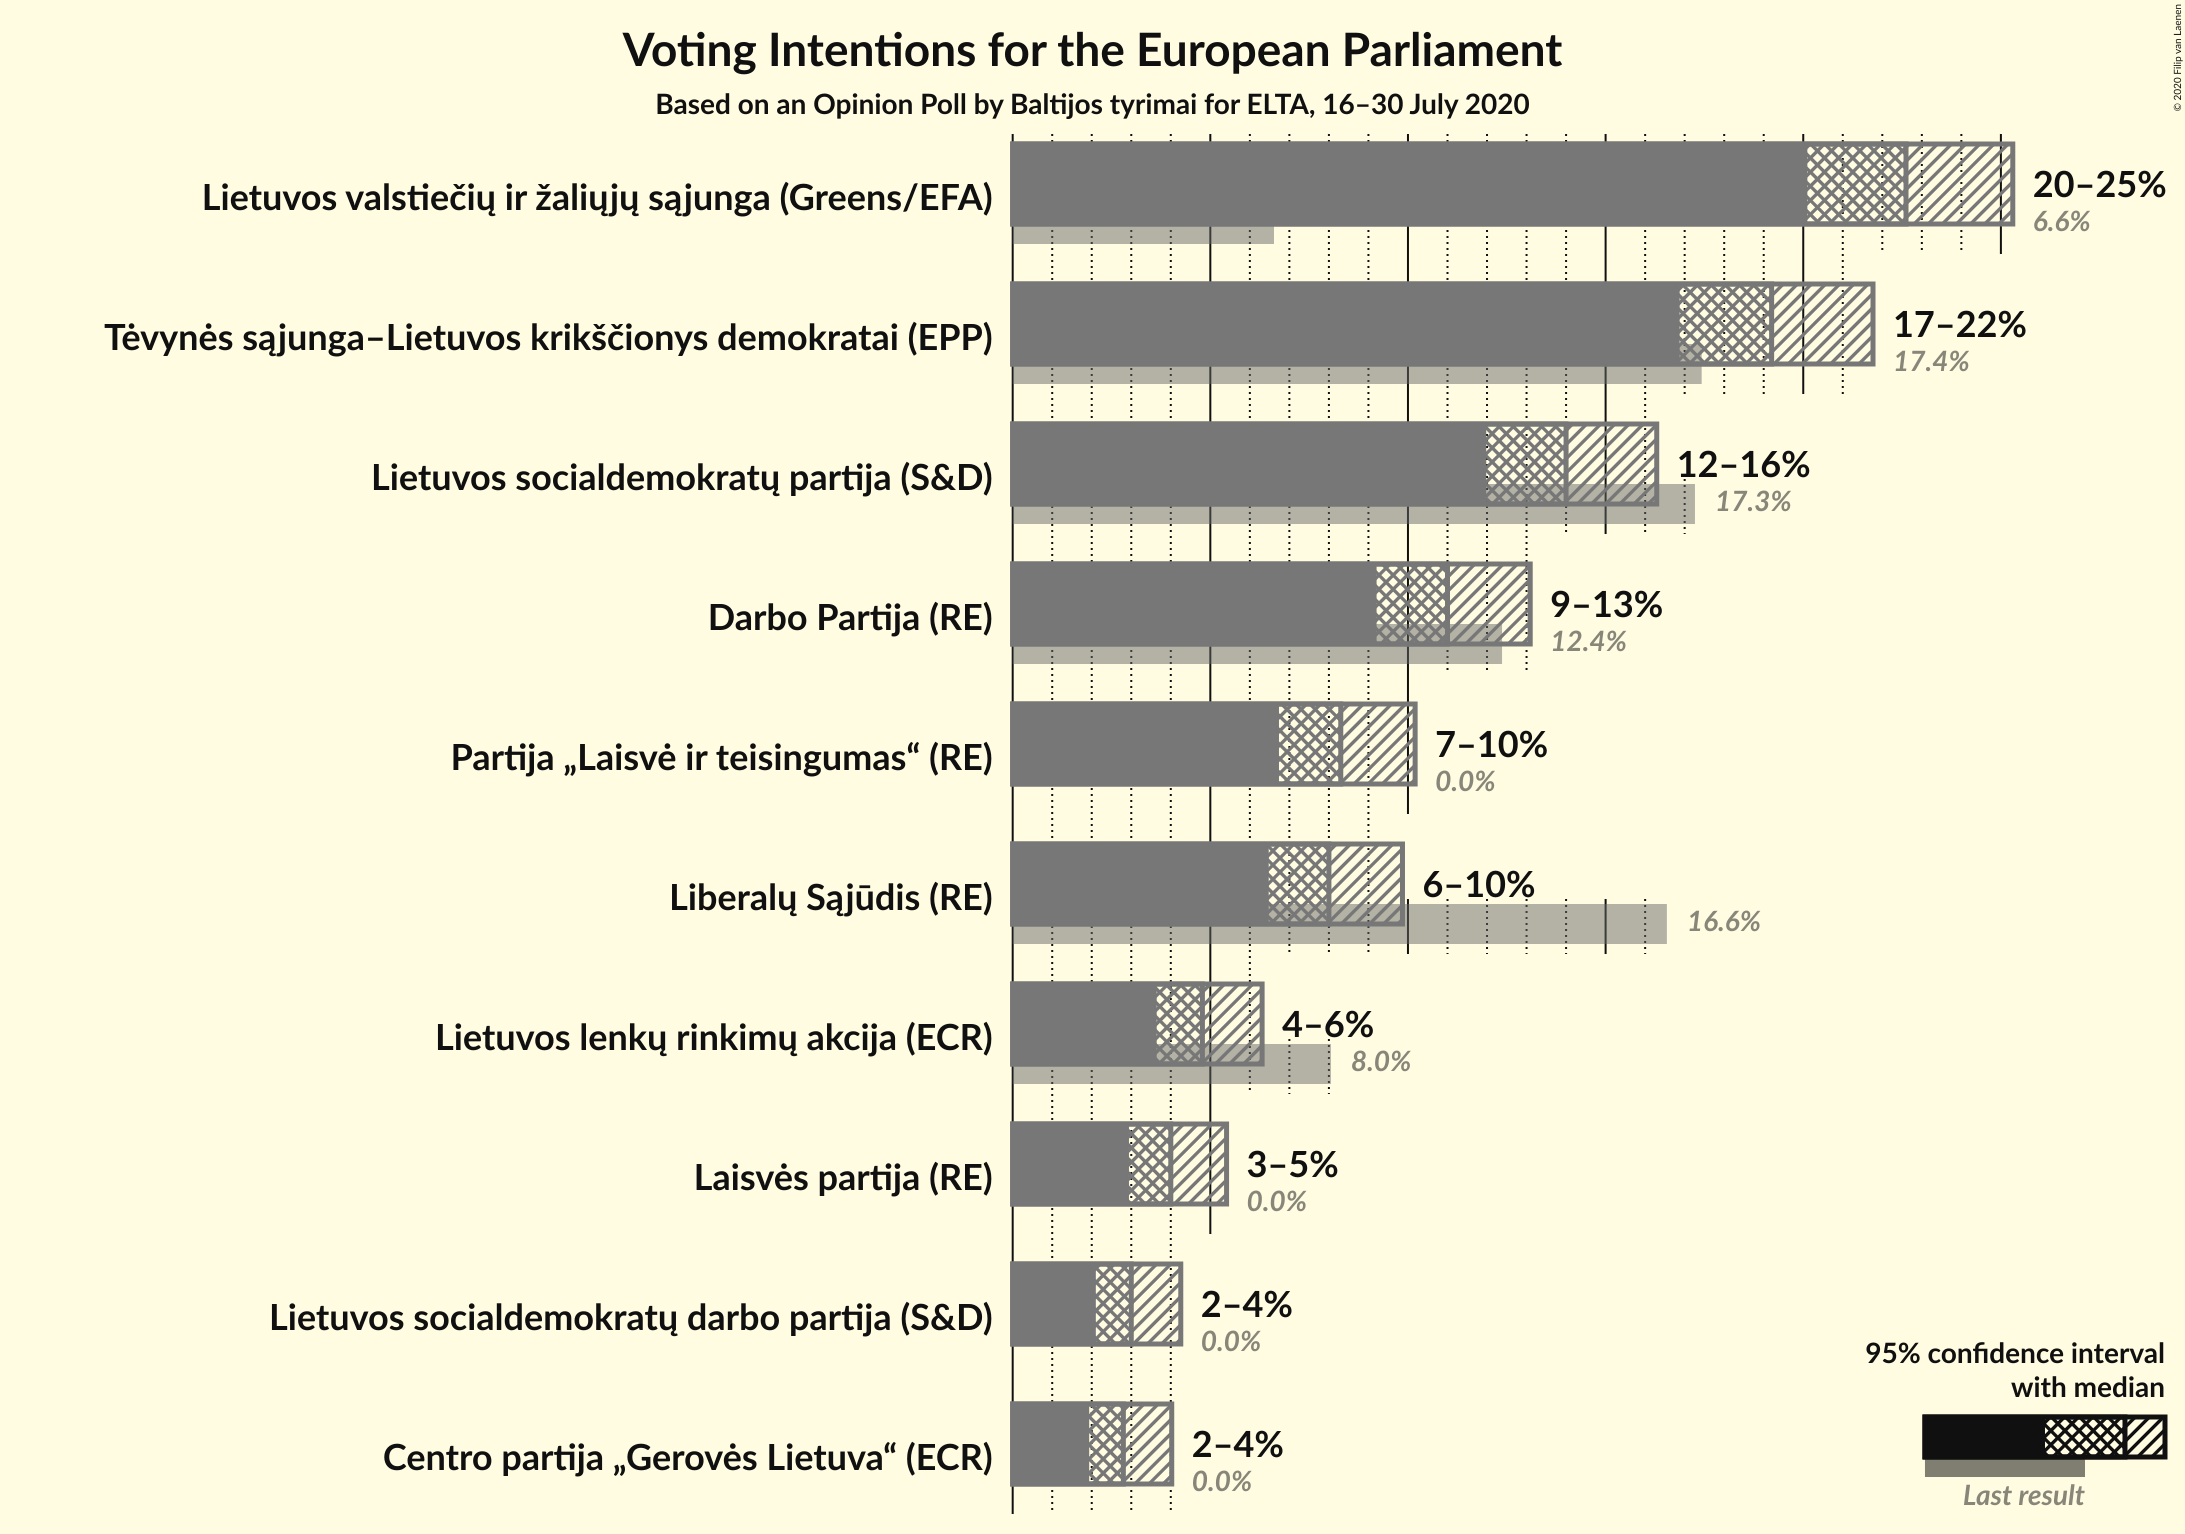 Voting Intentions for the European Parliament
Based on an Opinion Poll by Baltijos tyrimai for ELTA, 16–30 July 2020
© 2020 Filip van Laenen
Lietuvos valstiečių ir žaliųjų sąjunga (Greens/EFA)
20–25%
6.6%
Tėvynės sąjunga–Lietuvos krikščionys demokratai (EPP)
17–22%
17.4%
Lietuvos socialdemokratų partija (S&D)
12–16%
17.3%
Darbo Partija (RE)
9–13%
12.4%
Partija „Laisvė ir teisingumas“ (RE)
7–10%
0.0%
Liberalų Sąjūdis (RE)
6–10%
16.6%
Lietuvos lenkų rinkimų akcija (ECR)
4–6%
8.0%
Laisvės partija (RE)
3–5%
0.0%
Lietuvos socialdemokratų darbo partija (S&D)
2–4%
0.0%
Centro partija „Gerovės Lietuva“ (ECR)
2–4%
0.0%
95% confidence interval
with median
Last result